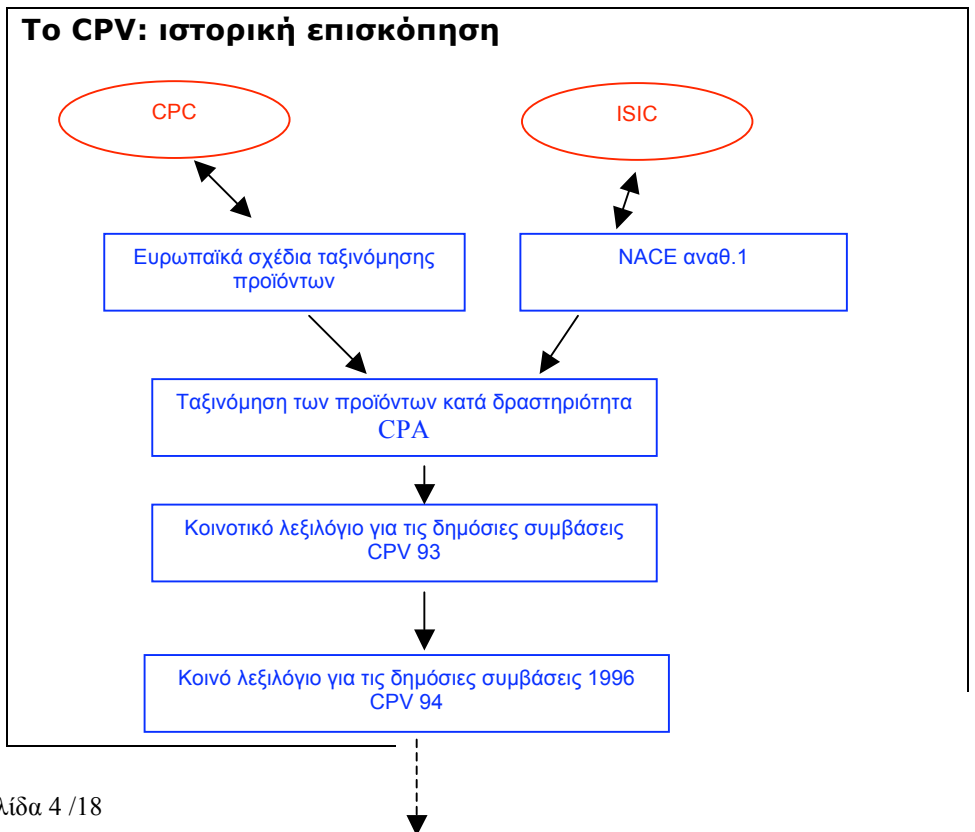 Το CPV: ιστορική επισκόπηση
CPC
ISIC
Ευρωπαϊκά σχέδια ταξινόμησης
προϊόντων
NACE αναθ.1
Ταξινόμηση των προϊόντων κατά δραστηριότητα
CPA
Κοινοτικό λεξιλόγιο για τις δημόσιες συμβάσεις
CPV 93
Κοινό λεξιλόγιο για τις δημόσιες συμβάσεις 1996
CPV 94
λίδα 4 /18